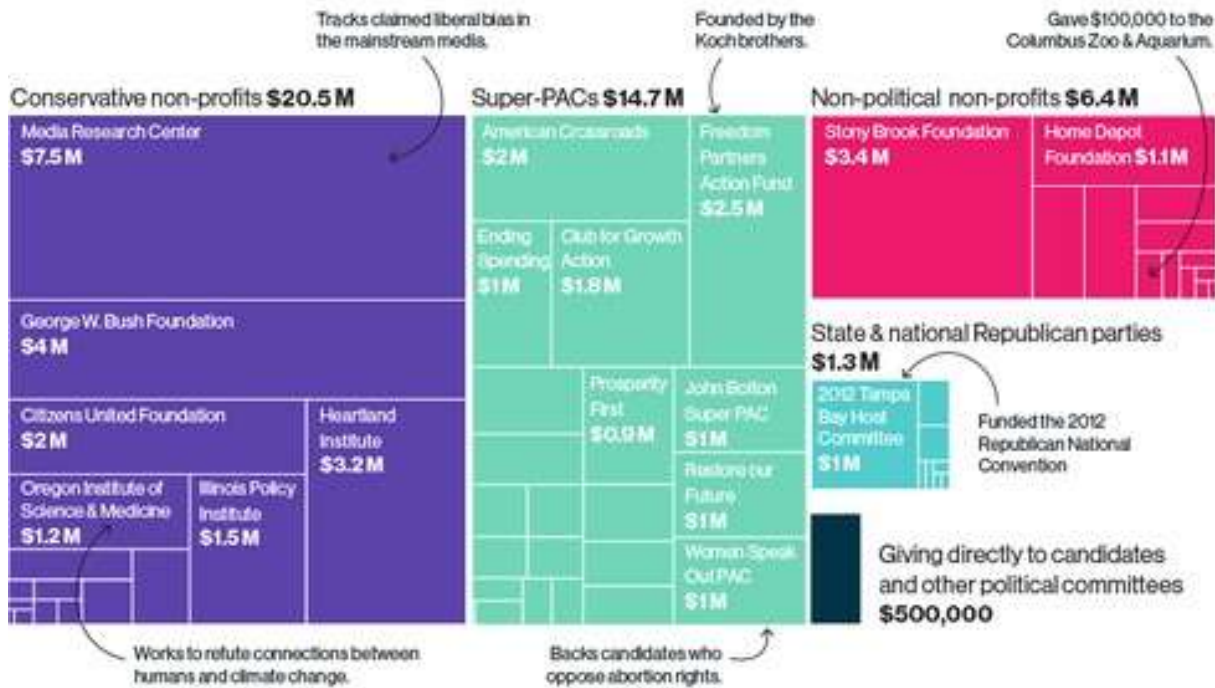 Tracks claimed liberal bias in
the mainstream media.
Founded by the
Koch brothers.
Gave $100,000 to the
Columbus Zoo & Aquarium.
Conservative non-profits $20.5 M
Media Research Center
$7.5 M
George W. Bush Foundation
$4 M
Citizens United Foundation
$2 M
Heartland
Institute
$3.2 M
Oregon Institute of
Science & Medicine
$1.2 M
Illinois Policy
Institute
$1.5 M
Works to refute connections between
humans and climate change.
Super-PACs $14.7 M
American Crossroads
$2 M
Freedom
Partners
Action Fund
$2.5 M
Ending
Spending
$1 M
Club for Growth
Action
$1.8 M
Prosperity
First
$0.9 M
John Bolton
Super PAC
$1 M
Restore our
Future
$1 M
Women Speak
Out PAC
$1 M
Backs candidates who
oppose abortion rights.
Non-political non-profits $6.4 M
Stony Brook Foundation
$3.4 M
Home Depot
Foundation $1.1 M
State & national Republican parties
$1.3 M
2012 Tampa
Bay Host
Committee
$1 M
Funded the 2012
Republican National
Convention
Giving directly to candidates
and other political committees
$500,000